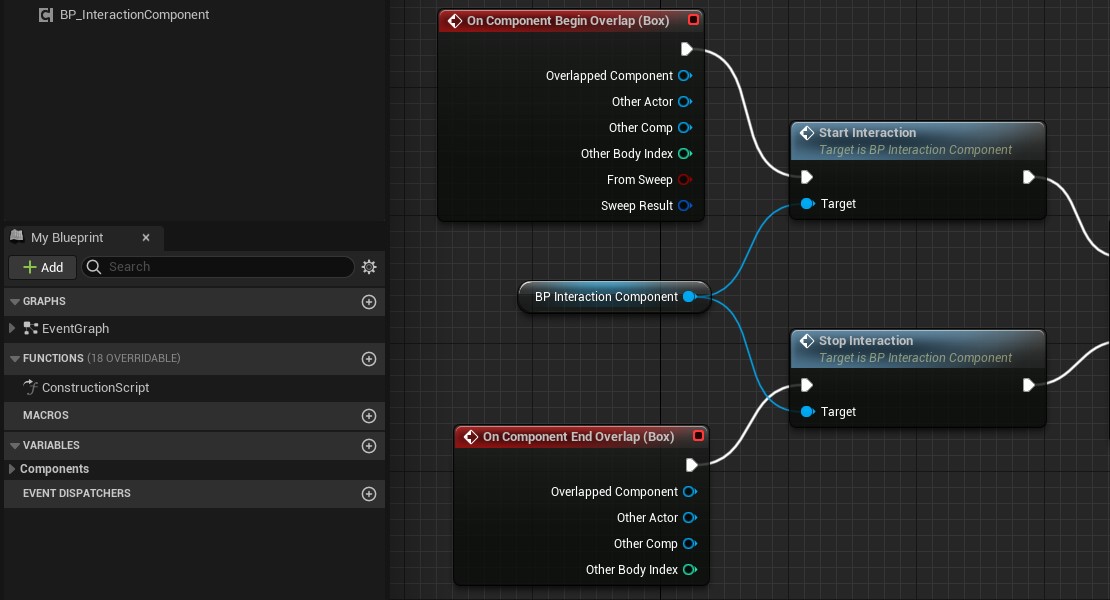 BP_InteractionComponent
My Blueprint
Add
Search
GRAPHS
EventGraph
FUNCTIONS (18 OVERRIDABLE)
ConstructionScript
MACROS
VARIABLES
Components
EVENT DISPATCHERS
On Component Begin Overlap (Box)
Overlapped Component
Other Actor
Other Comp
Other Body Index
From Sweep
Sweep Result
BP Interaction Component
On Component End Overlap (Box)
Overlapped Component
Other Actor
Other Comp
Other Body Index
Start Interaction
Target is BP Interaction Component
Target
Stop Interaction
Target is BP Interaction Component
Target